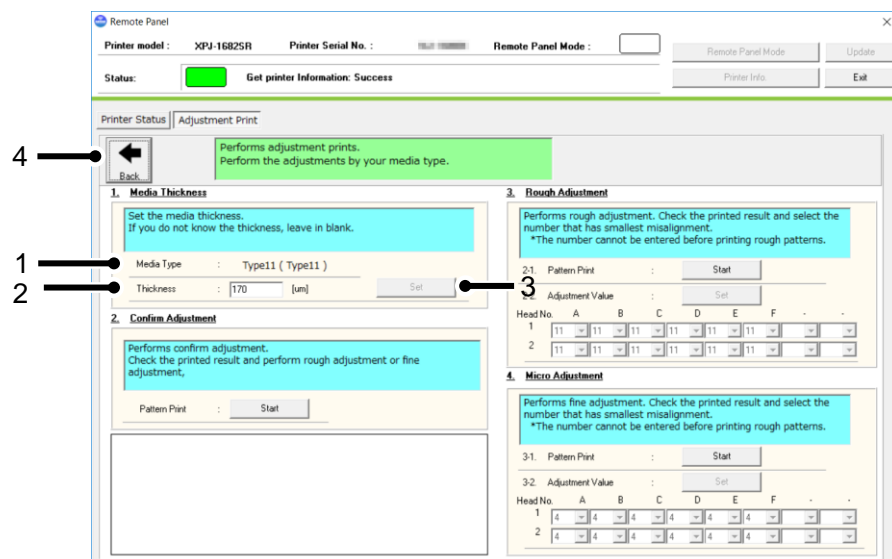 Remote Panel
Printer model : XPJ-1682SR Printer Serial No. : Remote Panel Mode : Remote Panel Mode Update
Status: Get printer Information: Success Printer Info. Exit
Printer Status Adjustment Print
4
Back
Performs adjustment prints.
Perform the adjustments by your media type.
1. Media Thickness
Set the media thickness.
If you do not know the thickness, leave in blank.
1
Media Type : Type11 ( Type11 )
2
Thickness : 170 [um] Set
3
2. Confirm Adjustment
Performs confirm adjustment.
Check the printed result and perform rough adjustment or fine
adjustment,
Pattern Print : Start
3. Rough Adjustment
Performs rough adjustment. Check the printed result and select the
number that has smallest misalignment.
*The number cannot be entered before printing rough patterns.
2-1. Pattern Print : Start
2-2. Adjustment Value : Set
Head No. A B C D E F - -
1 11 11 11 11 11 11
2 11 11 11 11 11 11
4. Micro Adjustment
Performs fine adjustment. Check the printed result and select the
number that has smallest misalignment.
*The number cannot be entered before printing rough patterns.
3-1. Pattern Print : Start
3-2. Adjustment Value : Set
Head No. A B C D E F - -
1 4 4 4 4 4 4
2 4 4 4 4 4 4